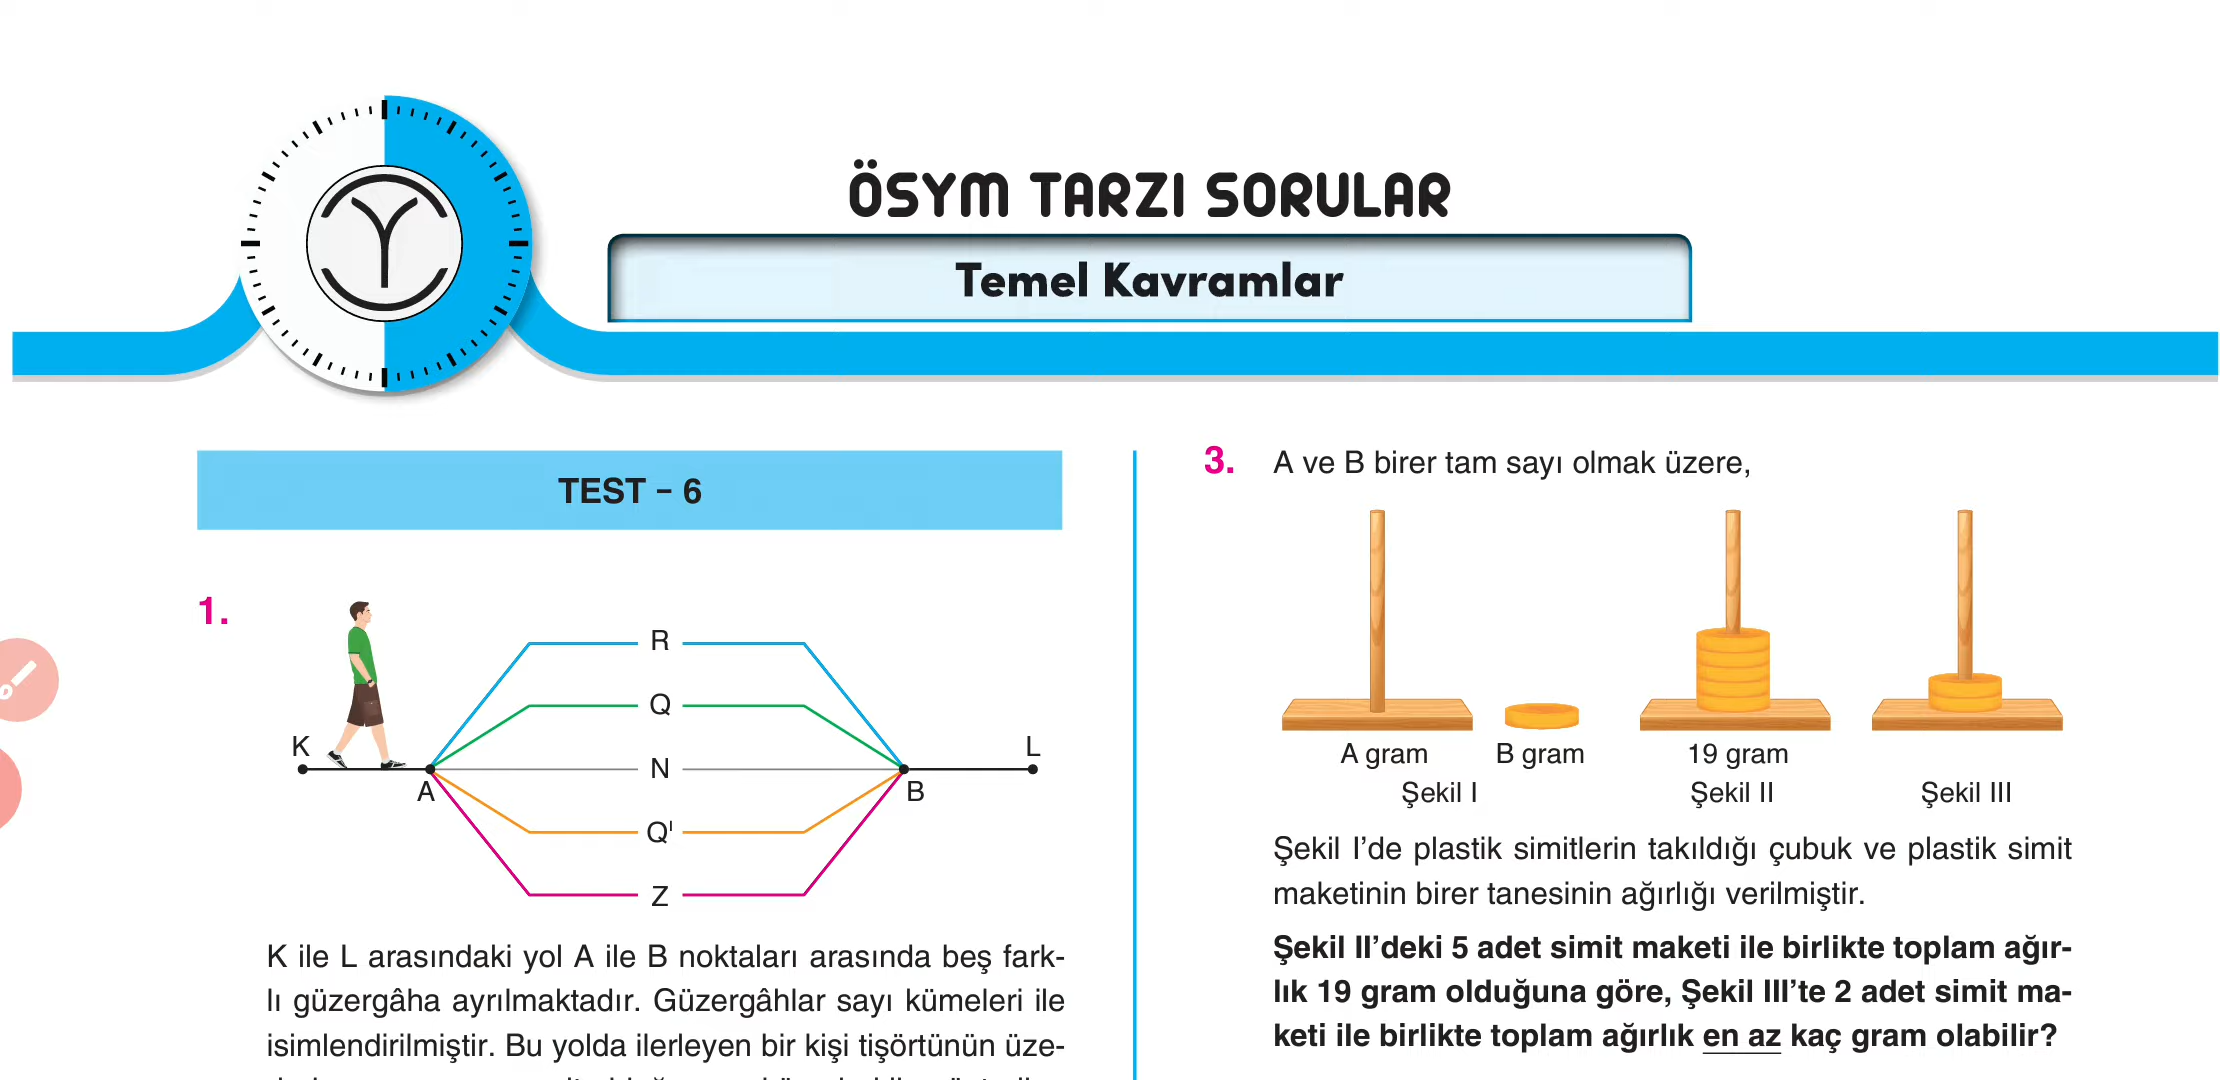 ÖSYM TARZI SORULAR
Temel Kavramlar
TEST – 6
1.
R
Q
K
L
N
A
B
Qᴵ
Z
K ile L arasındaki yol A ile B noktaları arasında beş fark-
lı güzergâha ayrılmaktadır. Güzergâhlar sayı kümeleri ile
isimlendirilmiştir. Bu yolda ilerleyen bir kişi tişörtünün üze-
3. A ve B birer tam sayı olmak üzere,
A gram B gram 19 gram
Şekil I Şekil II Şekil III
Şekil I’de plastik simitlerin takıldığı çubuk ve plastik simit
maketinin birer tanesinin ağırlığı verilmiştir.
Şekil II’deki 5 adet simit maketi ile birlikte toplam ağır-
lık 19 gram olduğuna göre, Şekil III’te 2 adet simit ma-
keti ile birlikte toplam ağırlık en az kaç gram olabilir?